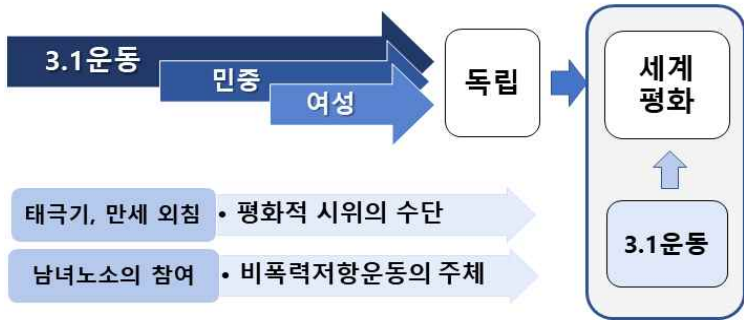 3.1운동
민중
여성
독립
세계
평화
태극기, 만세 외침
• 평화적 시위의 수단
남녀노소의 참여
• 비폭력저항운동의 주체
3.1운동